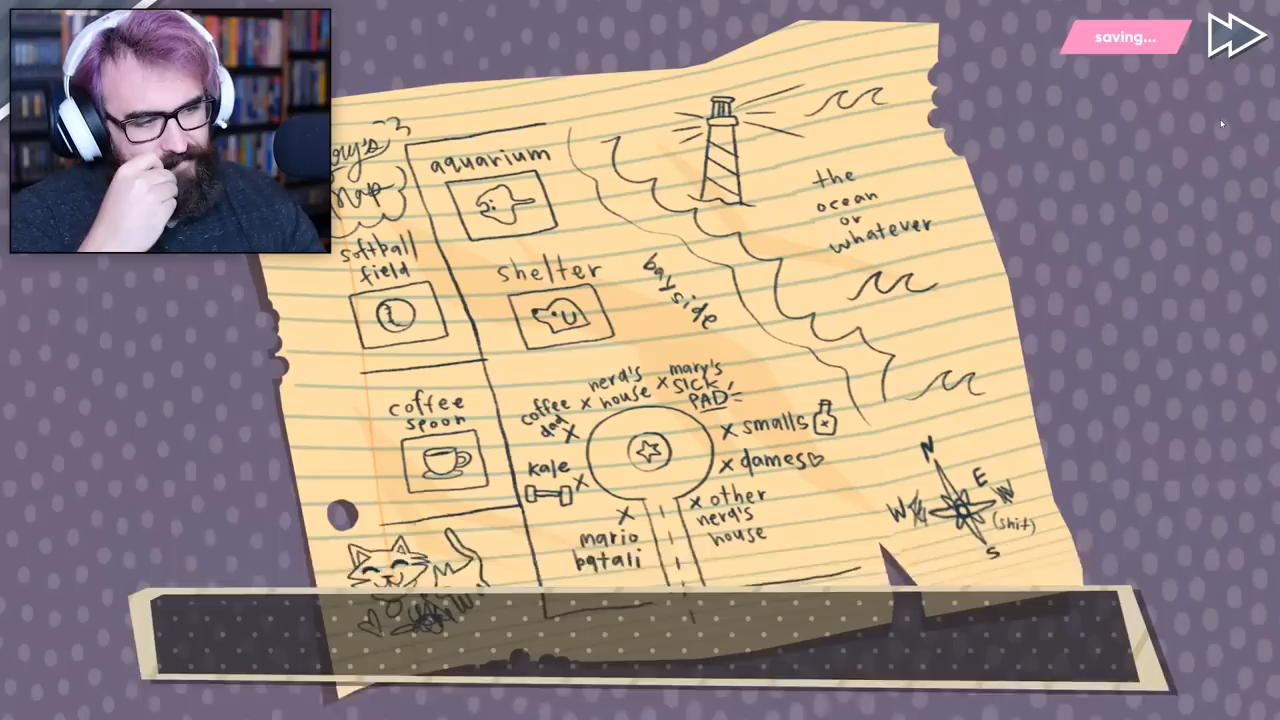 saving...
map
aquarium
softball
field
the
ocean
or
whatever
shelter
bayside
coffee
spoon
coffee
dad
nerd's
house
mary's
SICK
PAD!
smalls
dames
kale
other
nerd's
house
mario
batali
N
E
W
W
(shit)
S